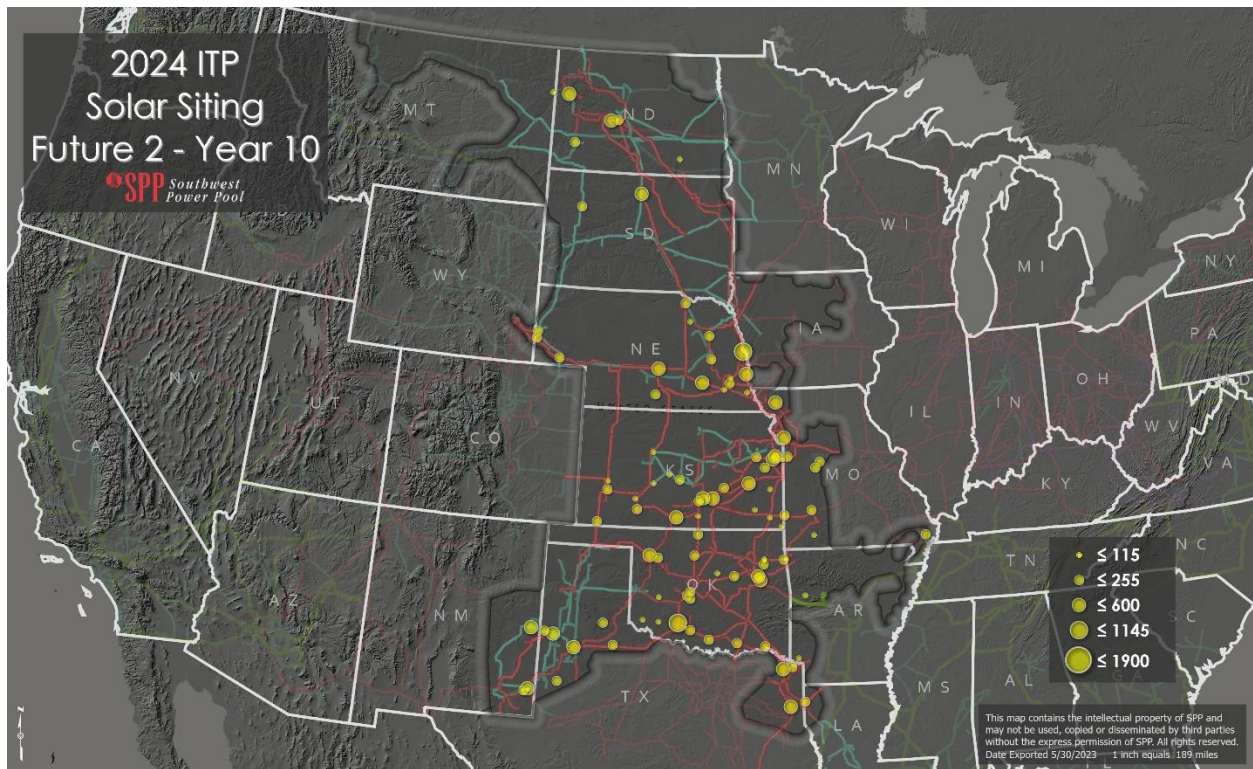 2024 ITP
Solar Siting
Future 2 - Year 10
SPP Southwest
Power Pool
MT
ND
MN
SD
WI
MI
NY
WY
IA
PA
NE
NV
UT
OH
IL
IN
CA
CO
WV
KS
MO
VA
KY
TN
NC
OK
AZ
NM
AR
SC
TX
MS
AL
GA
LA
≤ 115
≤ 255
≤ 600
≤ 1145
≤ 1900
This map contains the intellectual property of SPP and
may not be used, copied or disseminated by third parties
without the express permission of SPP. All rights reserved.
Date Exported 5/30/2023 1 inch equals 189 miles